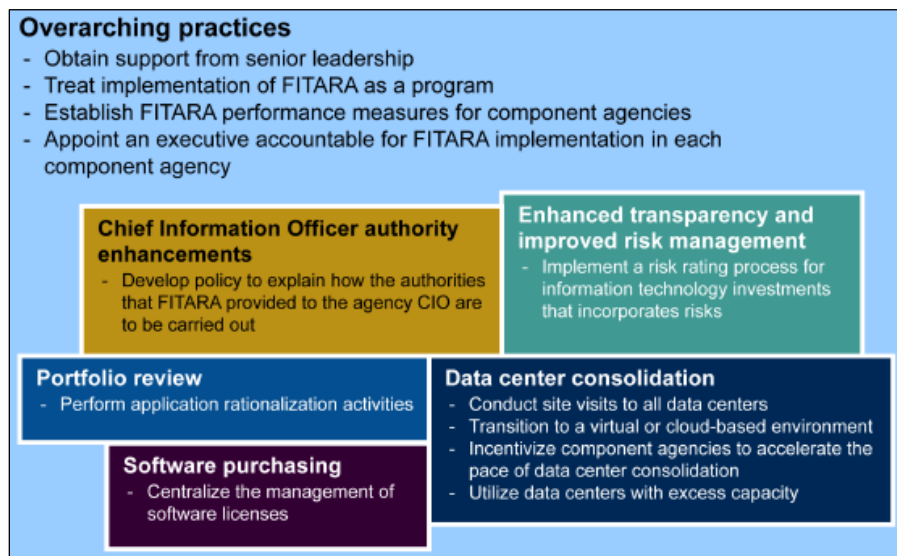 Overarching practices
- Obtain support from senior leadership
- Treat implementation of FITARA as a program
- Establish FITARA performance measures for component agencies
- Appoint an executive accountable for FITARA implementation in each
component agency
Chief Information Officer authority
enhancements
- Develop policy to explain how the authorities
that FITARA provided to the agency CIO are
to be carried out
Enhanced transparency and
improved risk management
- Implement a risk rating process for
information technology investments
that incorporates risks
Portfolio review
- Perform application rationalization activities
Data center consolidation
- Conduct site visits to all data centers
- Transition to a virtual or cloud-based environment
- Incentivize component agencies to accelerate the
pace of data center consolidation
- Utilize data centers with excess capacity
Software purchasing
- Centralize the management of
software licenses